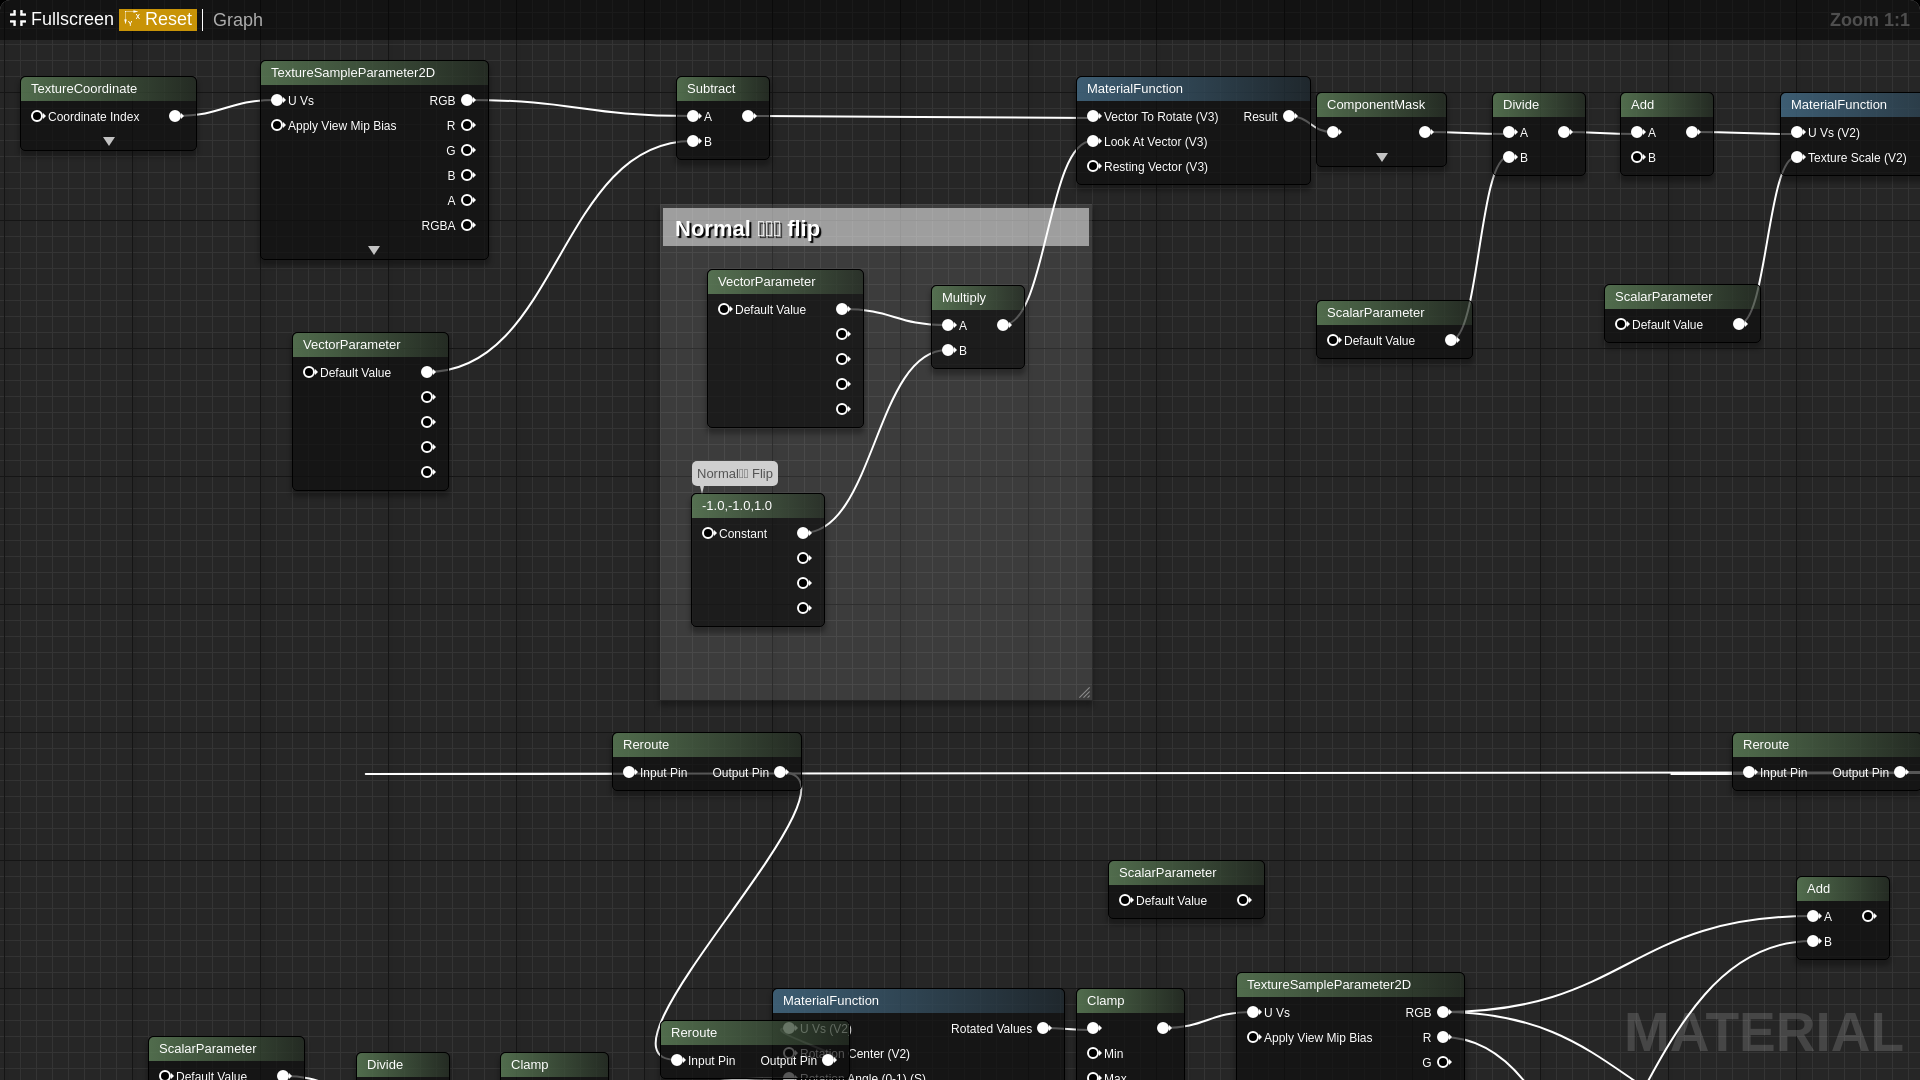 Fullscreen Reset Graph Zoom 1:1
TextureCoordinate
Coordinate Index
TextureSampleParameter2D
U Vs RGB
Apply View Mip Bias R
G
B
A
RGBA
Subtract
A
B
MaterialFunction
Vector To Rotate (V3) Result
Look At Vector (V3)
Resting Vector (V3)
ComponentMask
Divide
A
B
Add
A
B
MaterialFunction
U Vs (V2)
Texture Scale (V2)
Normal flip
VectorParameter
Default Value
Multiply
A
B
VectorParameter
Default Value
ScalarParameter
Default Value
ScalarParameter
Default Value
Normal Flip
-1.0,-1.0,1.0
Constant
Reroute
Input Pin Output Pin
Reroute
Input Pin Output Pin
ScalarParameter
Default Value
Add
A
B
MaterialFunction
U Vs (V2) Rotated Values
Rotation Center (V2)
Rotation Angle (0-1) (S)
Reroute
Input Pin Output Pin
Clamp
Min
Max
TextureSampleParameter2D
U Vs RGB
Apply View Mip Bias R
G
ScalarParameter
Default Value
Divide
Clamp
MATERIAL